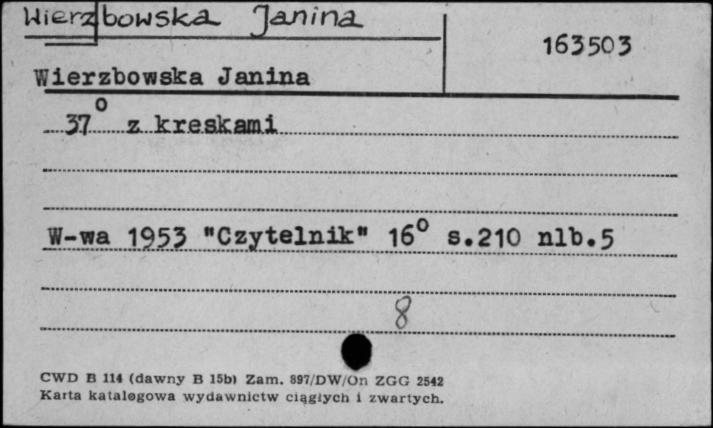 Wierzbowska Janina
163503
Wierzbowska Janina
37° z kreskami
W-wa 1953 "Czytelnik" 16° s.210 nlb.5
8
CWD B 114 (dawny B 15b) Zam. 897/DW/On ZGG 2542
Karta katalogowa wydawnictw ciągłych i zwartych.